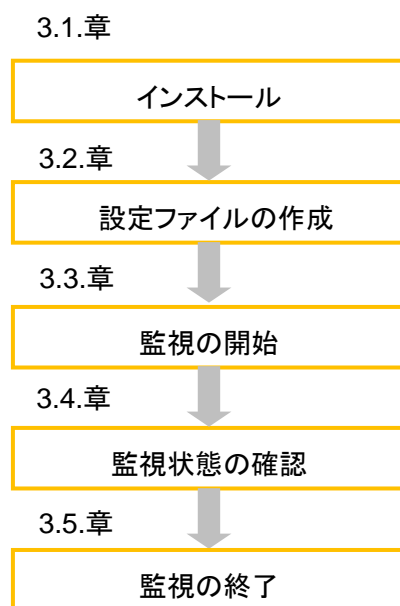 3.1.章
インストール
3.2.章
設定ファイルの作成
3.3.章
監視の開始
3.4.章
監視状態の確認
3.5.章
監視の終了